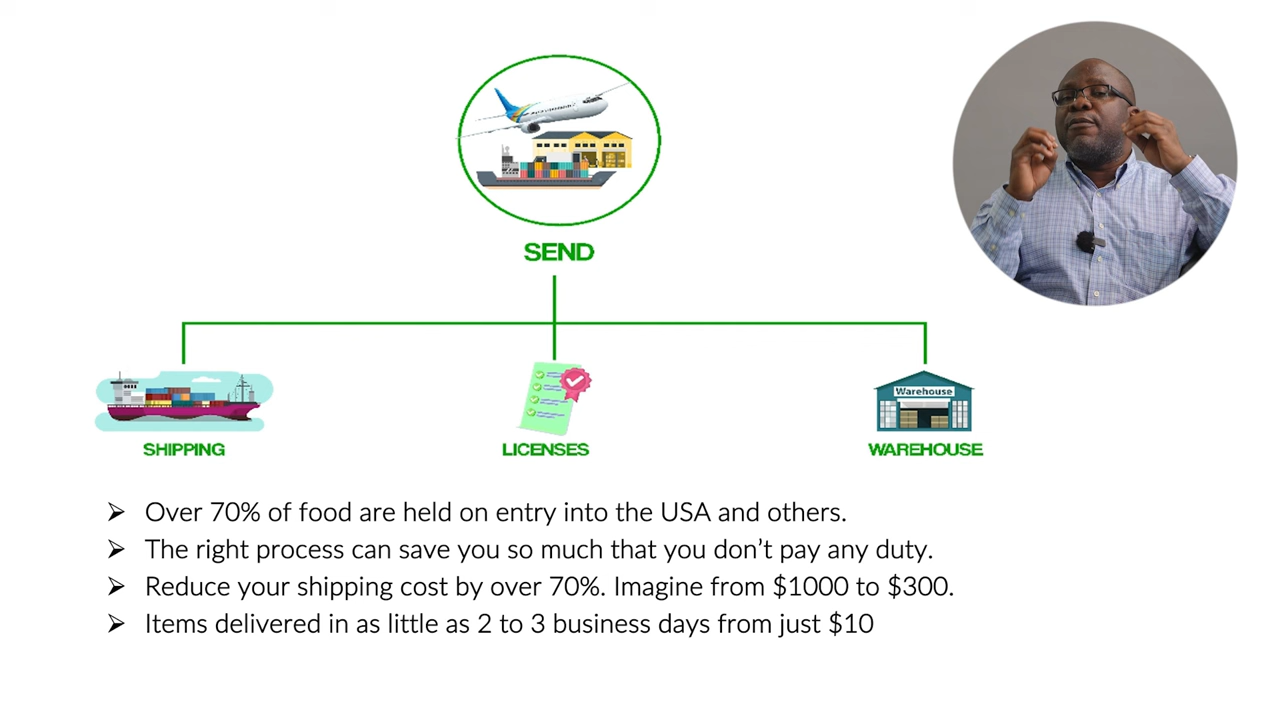 SEND
SHIPPING
LICENSES
Warehouse
WAREHOUSE
Over 70% of food are held on entry into the USA and others.
The right process can save you so much that you don’t pay any duty.
Reduce your shipping cost by over 70%. Imagine from $1000 to $300.
Items delivered in as little as 2 to 3 business days from just $10